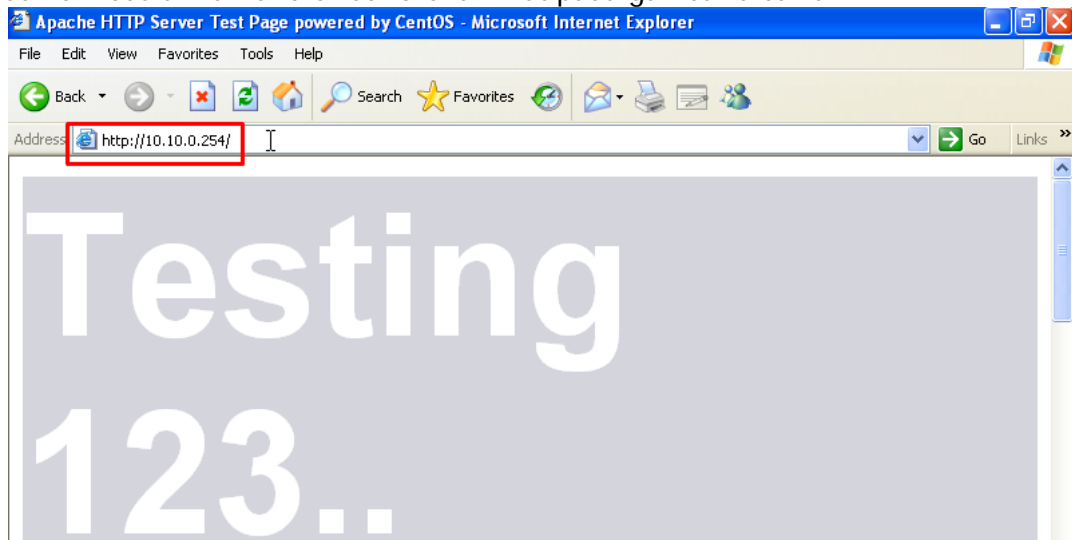 Apache HTTP Server Test Page powered by CentOS - Microsoft Internet Explorer
File Edit View Favorites Tools Help
Back Search Favorites
Address http://10.10.0.254/ Go Links »
Testing
123..